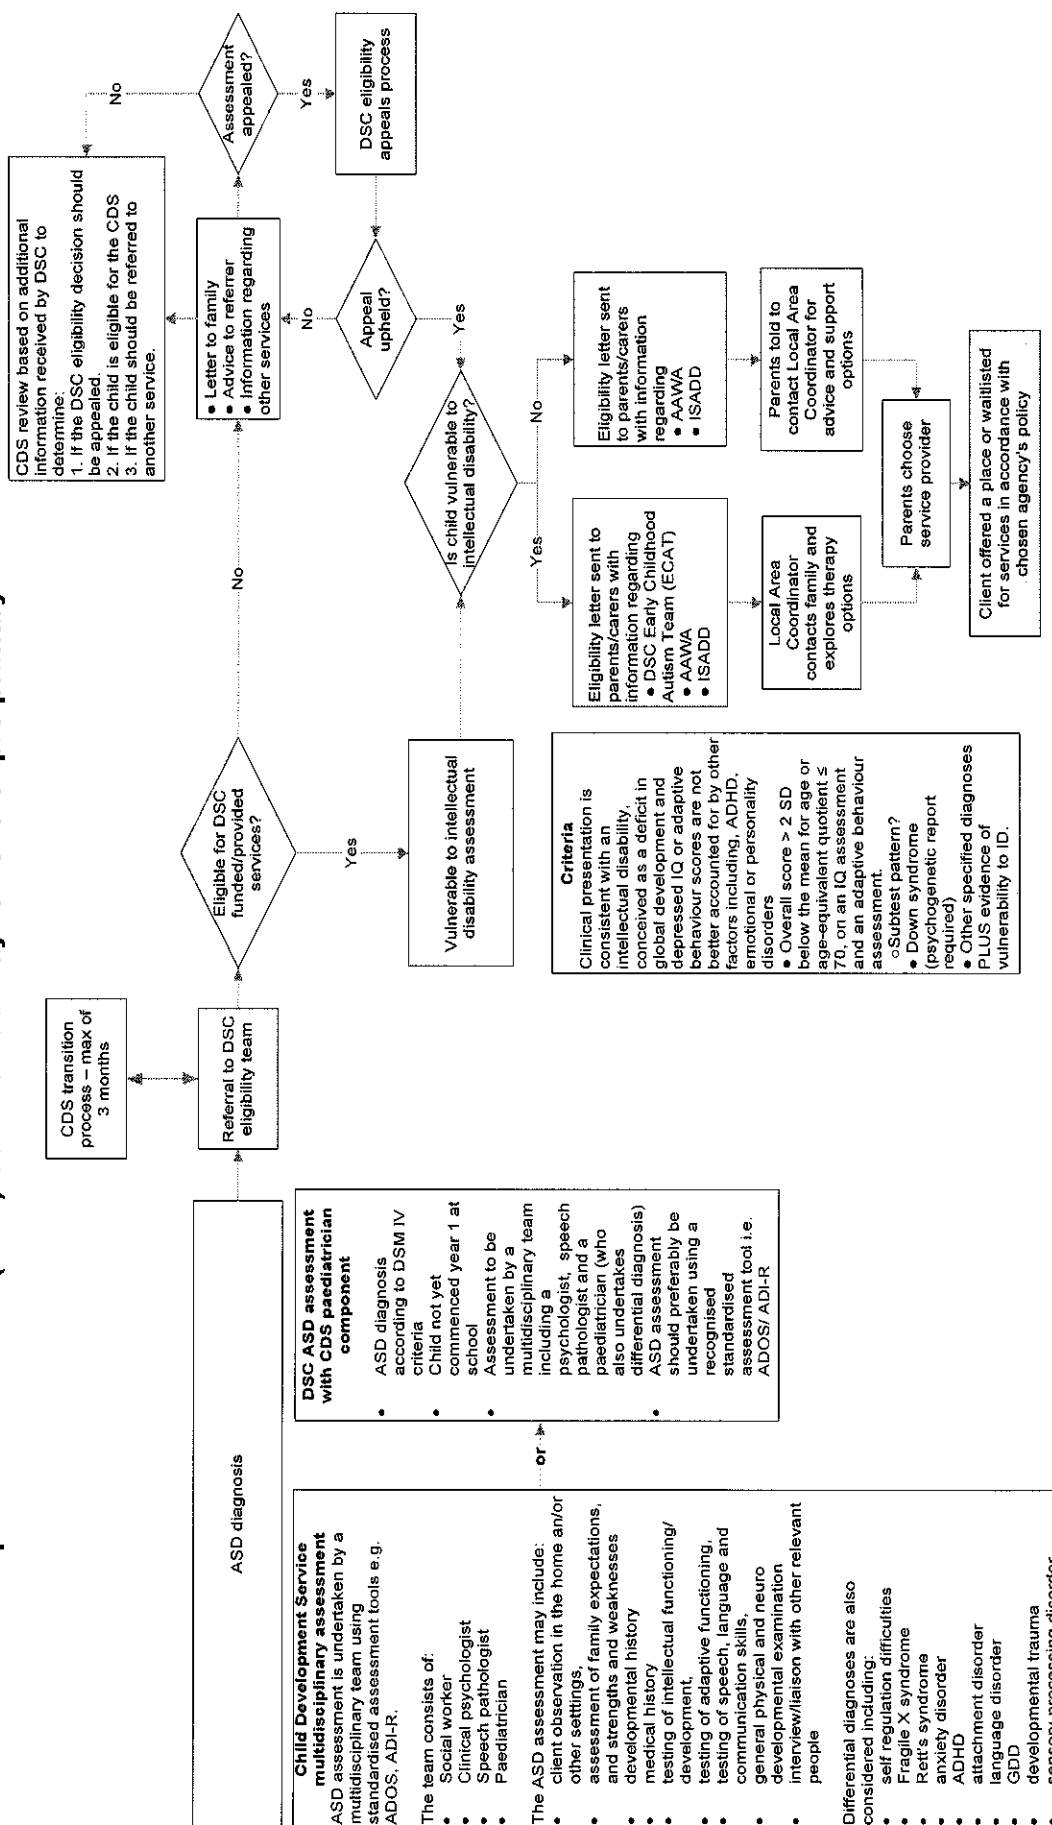 ASD diagnosis
Child Development Service
multidisciplinary assessment
ASD assessment is undertaken by a
multidisciplinary team using
standardised assessment tools e.g.
ADOS, ADI-R.
The team consists of:
• Social worker
• Clinical psychologist
• Speech pathologist
• Paediatrician
The ASD assessment may include:
• client observation in the home an/or
other setttings,
• assessment of family expectations,
and strengths and weaknesses
• developmental history
• medical history
• testing of intellectual functioning/
development,
• testing of adaptive functioning,
• testing of speech, language and
communication skills,
• general physical and neuro
developmental examination
• interview/liaison with other relevant
people
Differential diagnoses are also
considered including:
• self regulation difficulties
• Fragile X syndrome
• Rett's syndrome
• anxiety disorder
• ADHD
• attachment disorder
• language disorder
• GDD
• developmental trauma
• sensory processing disorder
or
DSC ASD assessment
with CDS paediatrician
component
• ASD diagnosis
according to DSM IV
criteria
• Child not yet
commenced year 1 at
school
• Assessment to be
undertaken by a
multidisciplinary team
including a
psychologist, speech
pathologist and a
paediatrician (who
also undertakes
differential diagnosis)
• ASD assessment
should preferably be
undertaken using a
recognised
standardised
assessment tool i.e.
ADOS/ ADI-R
CDS transition
process – max of
3 months
Referral to DSC
eligibility team
Eligible for DSC
funded/provided
services?
No
Yes
Vulnerable to intellectual
disability assessment
Criteria
Clinical presentation is
consistent with an
intellectual disability,
conceived as a deficit in
global development and
depressed IQ or adaptive
behaviour scores are not
better accounted for by other
factors including, ADHD,
emotional or personality
disorders
• Overall score > 2 SD
below the mean for age or
age-equivalent quotient ≤
70, on an IQ assessment
and an adaptive behaviour
assessment.
○Subtest pattern?
• Down syndrome
(psychogenetic report
required)
• Other specified diagnoses
PLUS evidence of
vulnerability to ID.
CDS review based on additional
information received by DSC to
determine:
1. If the DSC eligibility decision should
be appealed.
2. If the child is eligible for the CDS
3. If the child should be referred to
another service.
• Letter to family
• Advice to referrer
• Information regarding
other services
Assessment
appealed?
No
Yes
DSC eligibility
appeals process
Appeal
upheld?
No
Yes
Is child vulnerable to
intellectual disability?
Yes
No
Eligibility letter sent to
parents/carers with
information regarding
• DSC Early Childhood
Autism Team (ECAT)
• AAWA
• ISADD
Eligibility letter sent
to parents/carers
with information
regarding
• AAWA
• ISADD
Local Area
Coordinator
contacts family and
explores therapy
options
Parents told to
contact Local Area
Coordinator for
advice and support
options
Parents choose
service provider
Client offered a place or waitlisted
for services in accordance with
chosen agency's policy